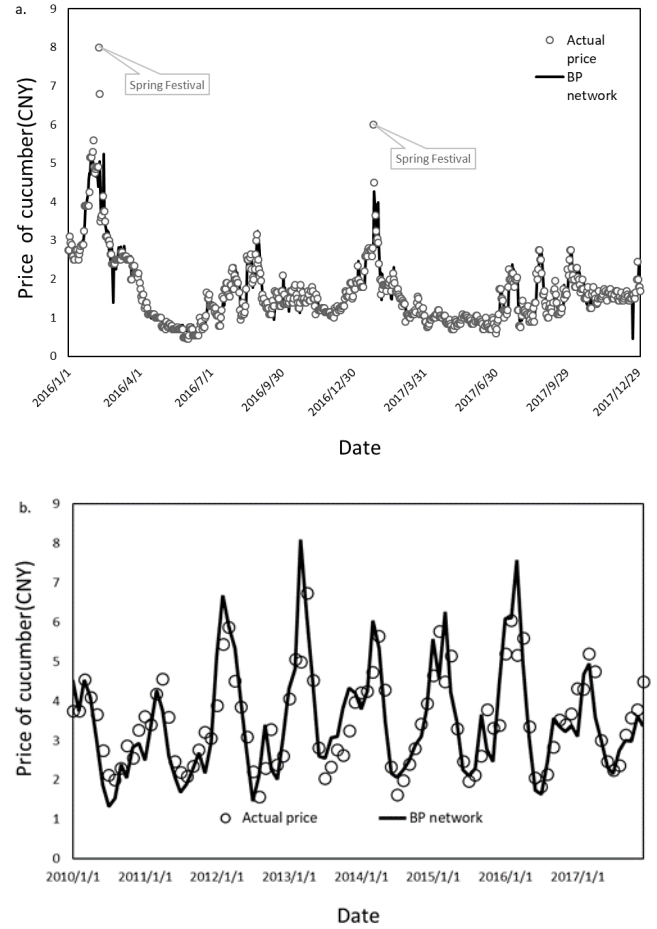 a.
9
8
7
6
5
4
3
2
1
0
Price of cucumber(CNY)
Spring Festival
Spring Festival
Actual
price
BP
network
2016/1/1
2016/4/1
2016/7/1
2016/9/30
2016/12/30
2017/3/31
2017/6/30
2017/9/29
2017/12/29
Date
b.
9
8
7
6
5
4
3
2
1
0
Price of cucumber(CNY)
Actual price
BP network
2010/1/1
2011/1/1
2012/1/1
2013/1/1
2014/1/1
2015/1/1
2016/1/1
2017/1/1
Date